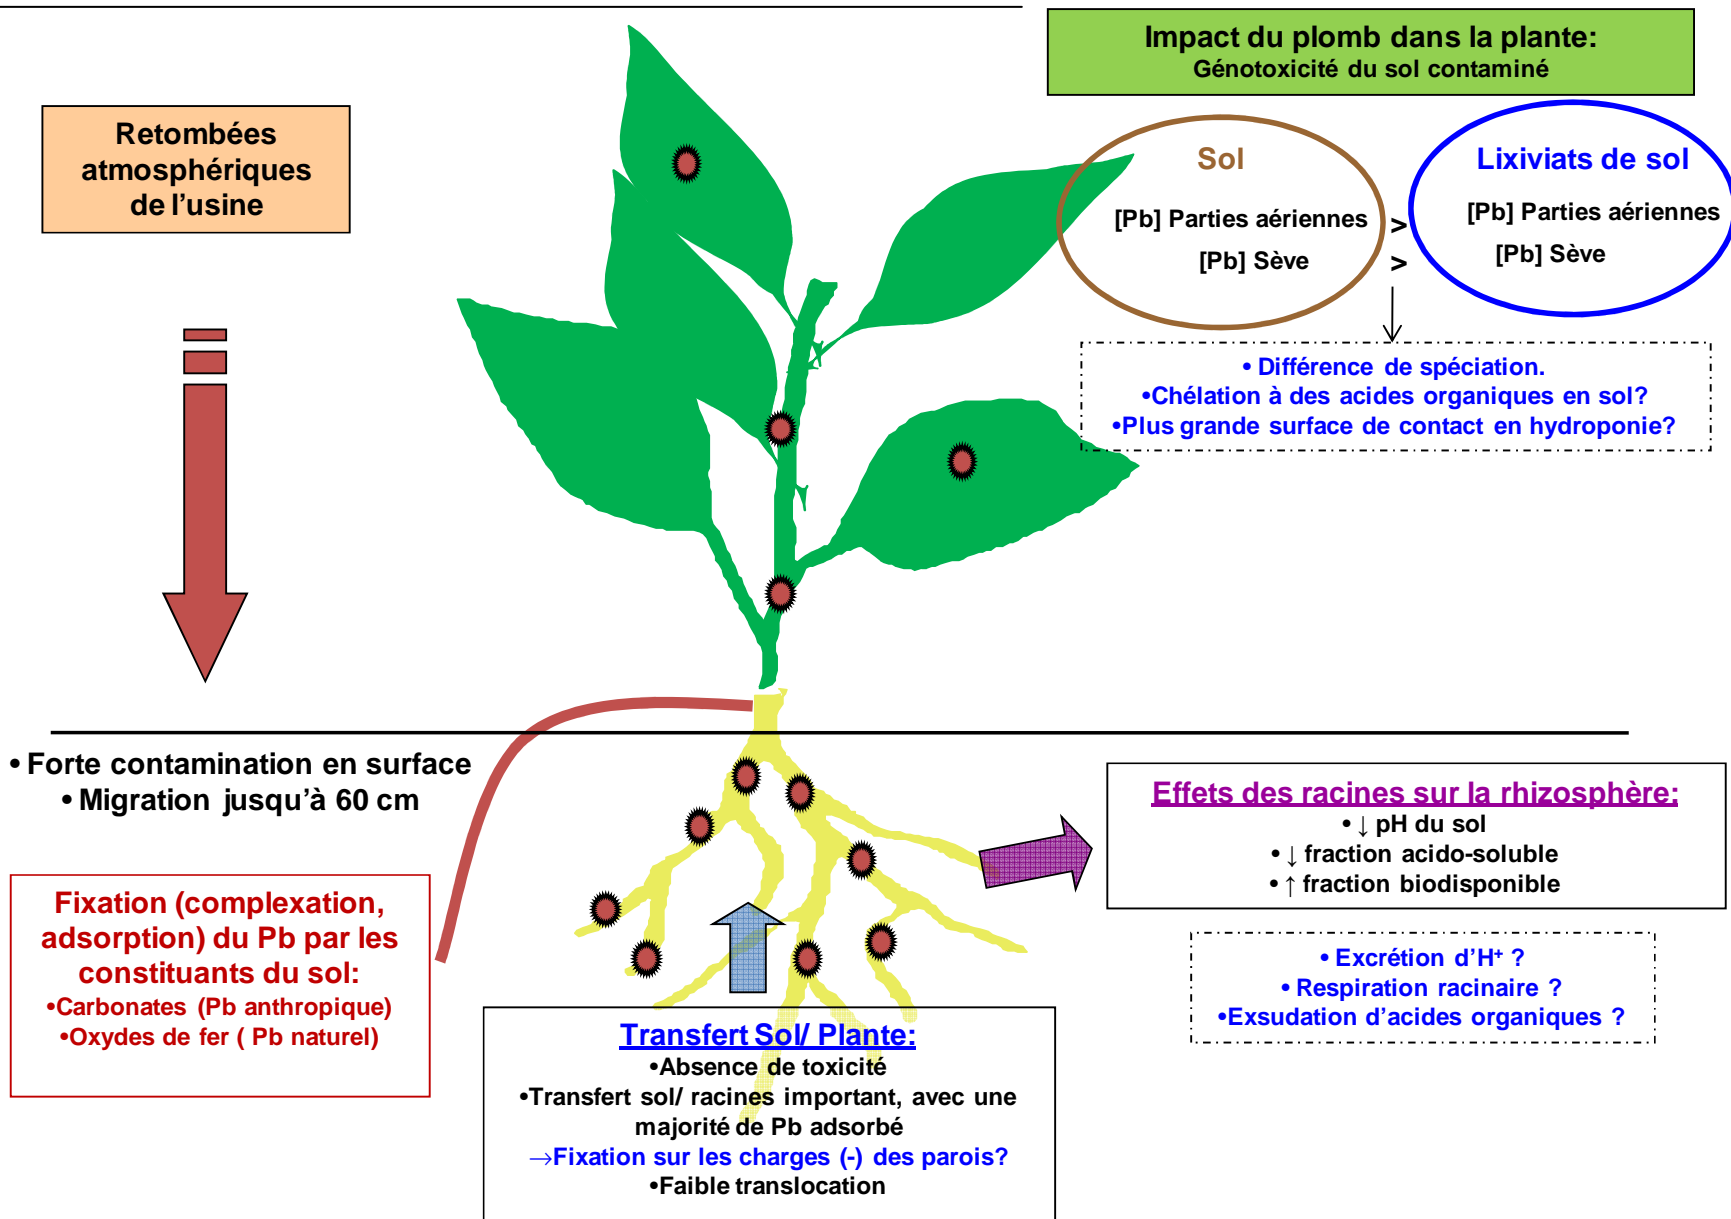 Impact du plomb dans la plante:
Génotoxicité du sol contaminé
Retombées
atmosphériques
de l'usine
Sol
[Pb] Parties aériennes
[Pb] Sève
>
>
Lixiviats de sol
[Pb] Parties aériennes
[Pb] Sève
• Différence de spéciation.
•Chélation à des acides organiques en sol?
•Plus grande surface de contact en hydroponie?
• Forte contamination en surface
• Migration jusqu'à 60 cm
Fixation (complexation,
adsorption) du Pb par les
constituants du sol:
•Carbonates (Pb anthropique)
•Oxydes de fer ( Pb naturel)
Transfert Sol/ Plante:
•Absence de toxicité
•Transfert sol/ racines important, avec une
majorité de Pb adsorbé
→Fixation sur les charges (-) des parois?
•Faible translocation
Effets des racines sur la rhizosphère:
• ↓ pH du sol
• ↓ fraction acido-soluble
• ↑ fraction biodisponible
• Excrétion d'H⁺ ?
• Respiration racinaire ?
•Exsudation d'acides organiques ?